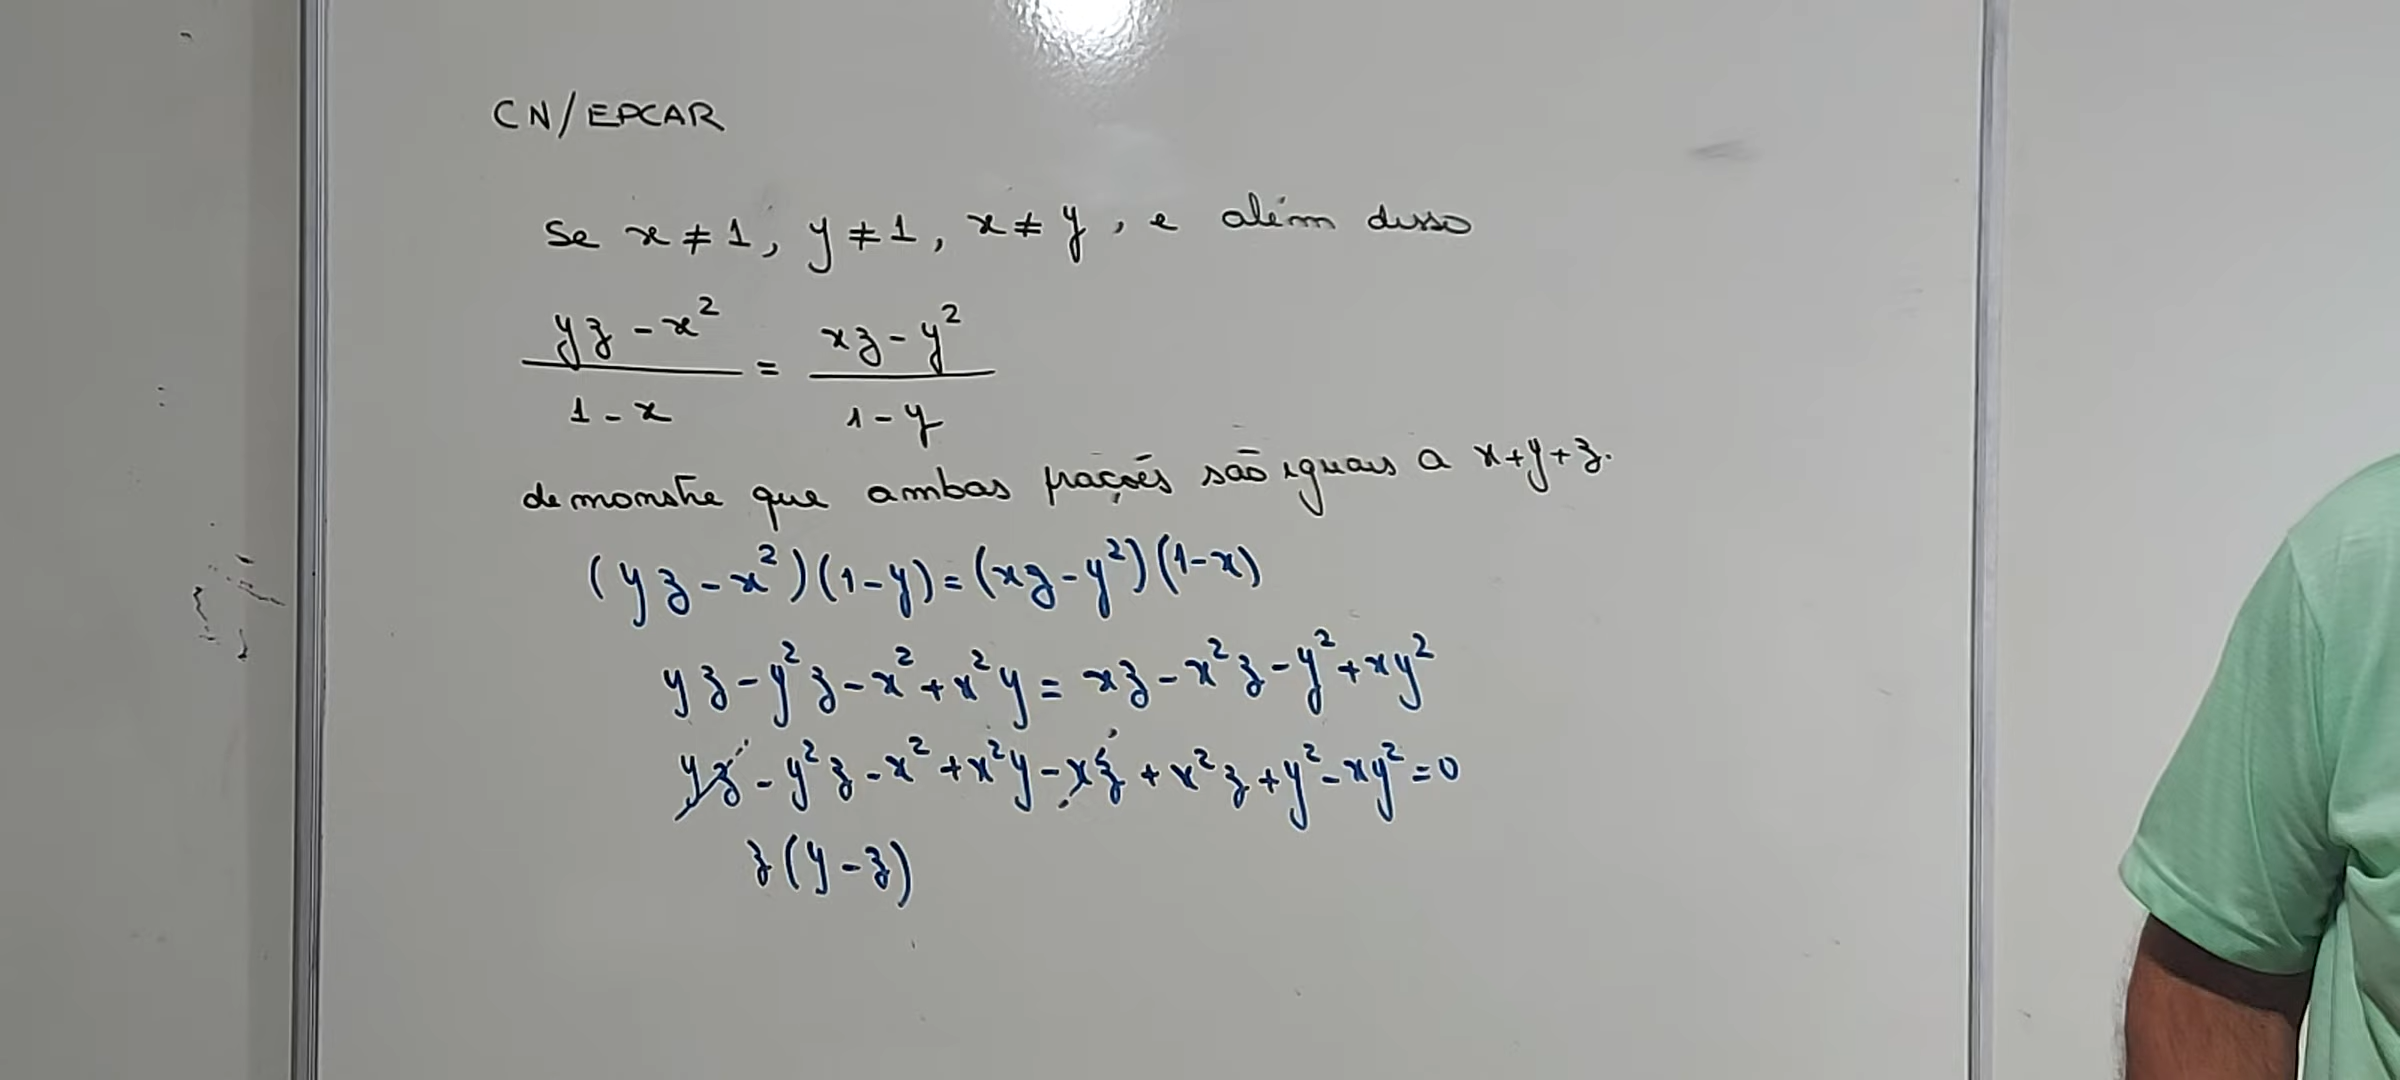 CN/EPCAR
Se x ≠ 1, y ≠ 1, x ≠ y, e além disso
(yz - x²)/(1 - x) = (xz - y²)/(1 - y)
demonstre que ambas frações são iguais a x+y+z.
(yz - x²)(1 - y) = (xz - y²)(1 - x)
yz - y²z - x² + x²y = xz - x²z - y² + xy²
yz - y²z - x² + x²y - xz + x²z + y² - xy² = 0
z(y - z)